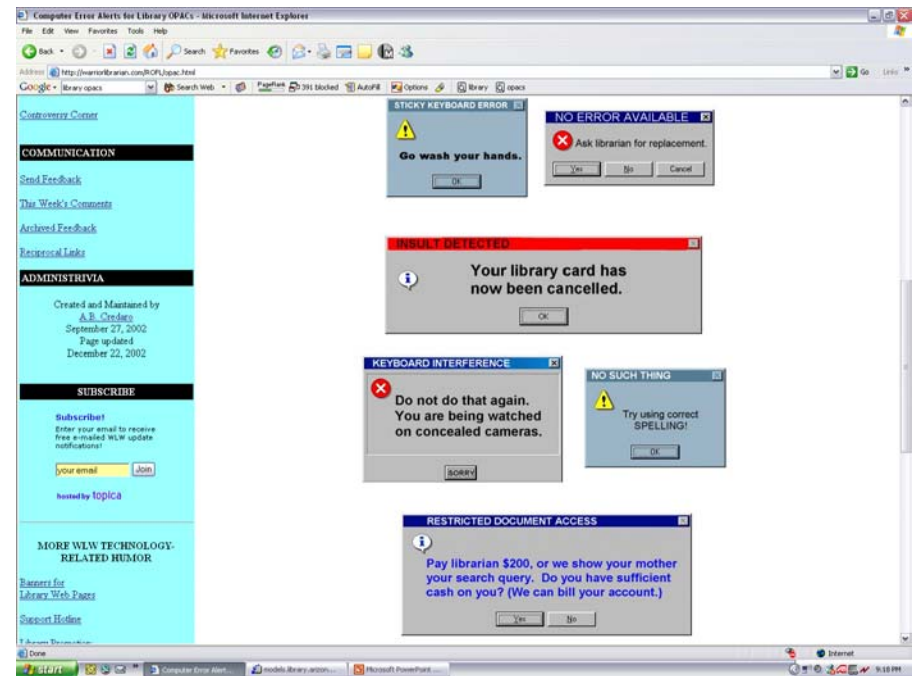 Computer Error Alerts for Library OPACs - Microsoft Internet Explorer
File Edit View Favorites Tools Help
Back Search Favorites
Address http://warriorlibrarian.com/ROFL/opac.html Go Links
Google library opacs Search Web PageRank 391 blocked AutoFill Options library opacs
Controversy Corner
COMMUNICATION
Send Feedback
This Week's Comments
Archived Feedback
Reciprocal Links
ADMINISTRIVIA
Created and Maintained by
A.B. Credaro
September 27, 2002
Page updated
December 22, 2002
SUBSCRIBE
Subscribe!
Enter your email to receive
free e-mailed WLW update
notifications!
your email Join
hosted by topica
MORE WLW TECHNOLOGY-
RELATED HUMOR
Banners for
Library Web Pages
Support Hotline
Library Promotion
STICKY KEYBOARD ERROR
Go wash your hands.
OK
NO ERROR AVAILABLE
Ask librarian for replacement.
Yes No Cancel
INSULT DETECTED
Your library card has
now been cancelled.
OK
KEYBOARD INTERFERENCE
Do not do that again.
You are being watched
on concealed cameras.
SORRY
NO SUCH THING
Try using correct
SPELLING!
OK
RESTRICTED DOCUMENT ACCESS
Pay librarian $200, or we show your mother
your search query. Do you have sufficient
cash on you? (We can bill your account.)
Yes No
Done Internet
start Computer Error Alert... models.library.arizon... Microsoft PowerPoint ... 9:18 PM